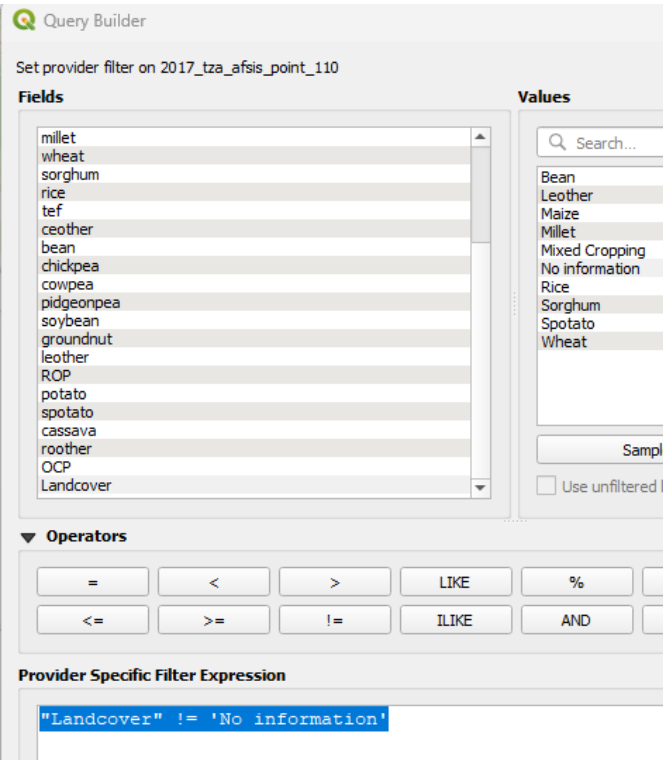 Query Builder
Set provider filter on 2017_tza_afsis_point_110
Fields
millet
wheat
sorghum
rice
tef
ceother
bean
chickpea
cowpea
pidgeonpea
soybean
groundnut
leother
ROP
potato
spotato
cassava
roother
OCP
Landcover
Values
Search...
Bean
Leother
Maize
Millet
Mixed Cropping
No information
Rice
Sorghum
Spotato
Wheat
Sampl
Use unfiltered l
Operators
= < > LIKE %
<= >= != ILIKE AND
Provider Specific Filter Expression
"Landcover" != 'No information'